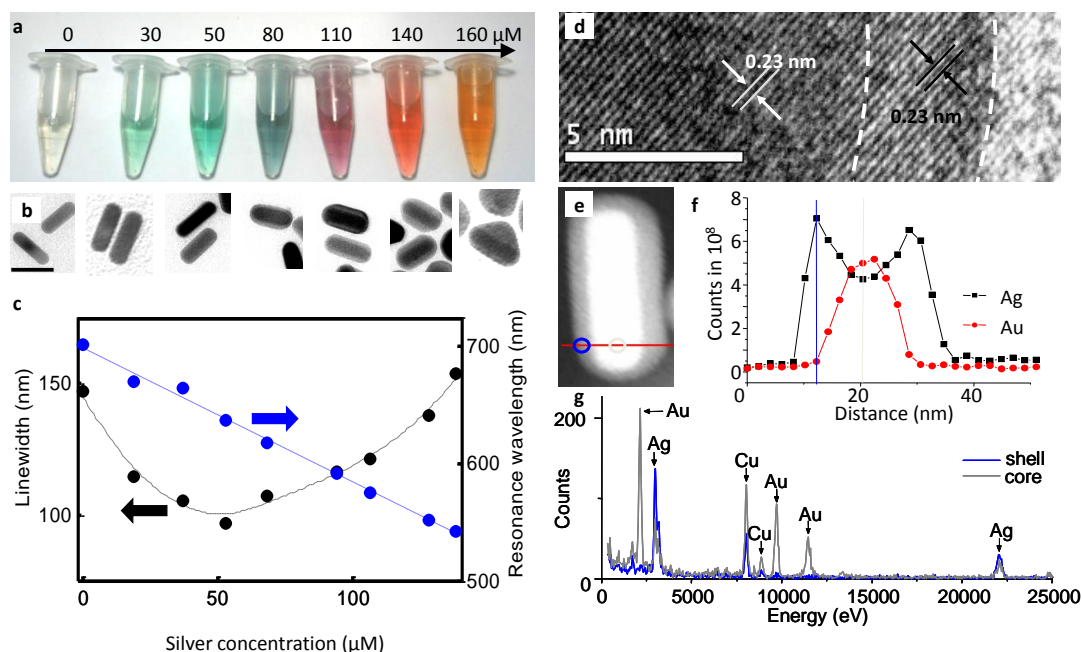 a
0 30 50 80 110 140 160 µM
b
c
Linewidth (nm)
150
100
0 50 100
Silver concentration (µM)
700
600
500
Resonance wavelength (nm)
d
0.23 nm
0.23 nm
5 nm
e
f
Counts in 10⁸
8
6
4
2
0
0 20 40
Distance (nm)
Ag
Au
g
Counts
200
0
Au
Ag
Cu
Cu
Au
Au
Ag
shell
core
5000 10000 15000 20000 25000
Energy (eV)